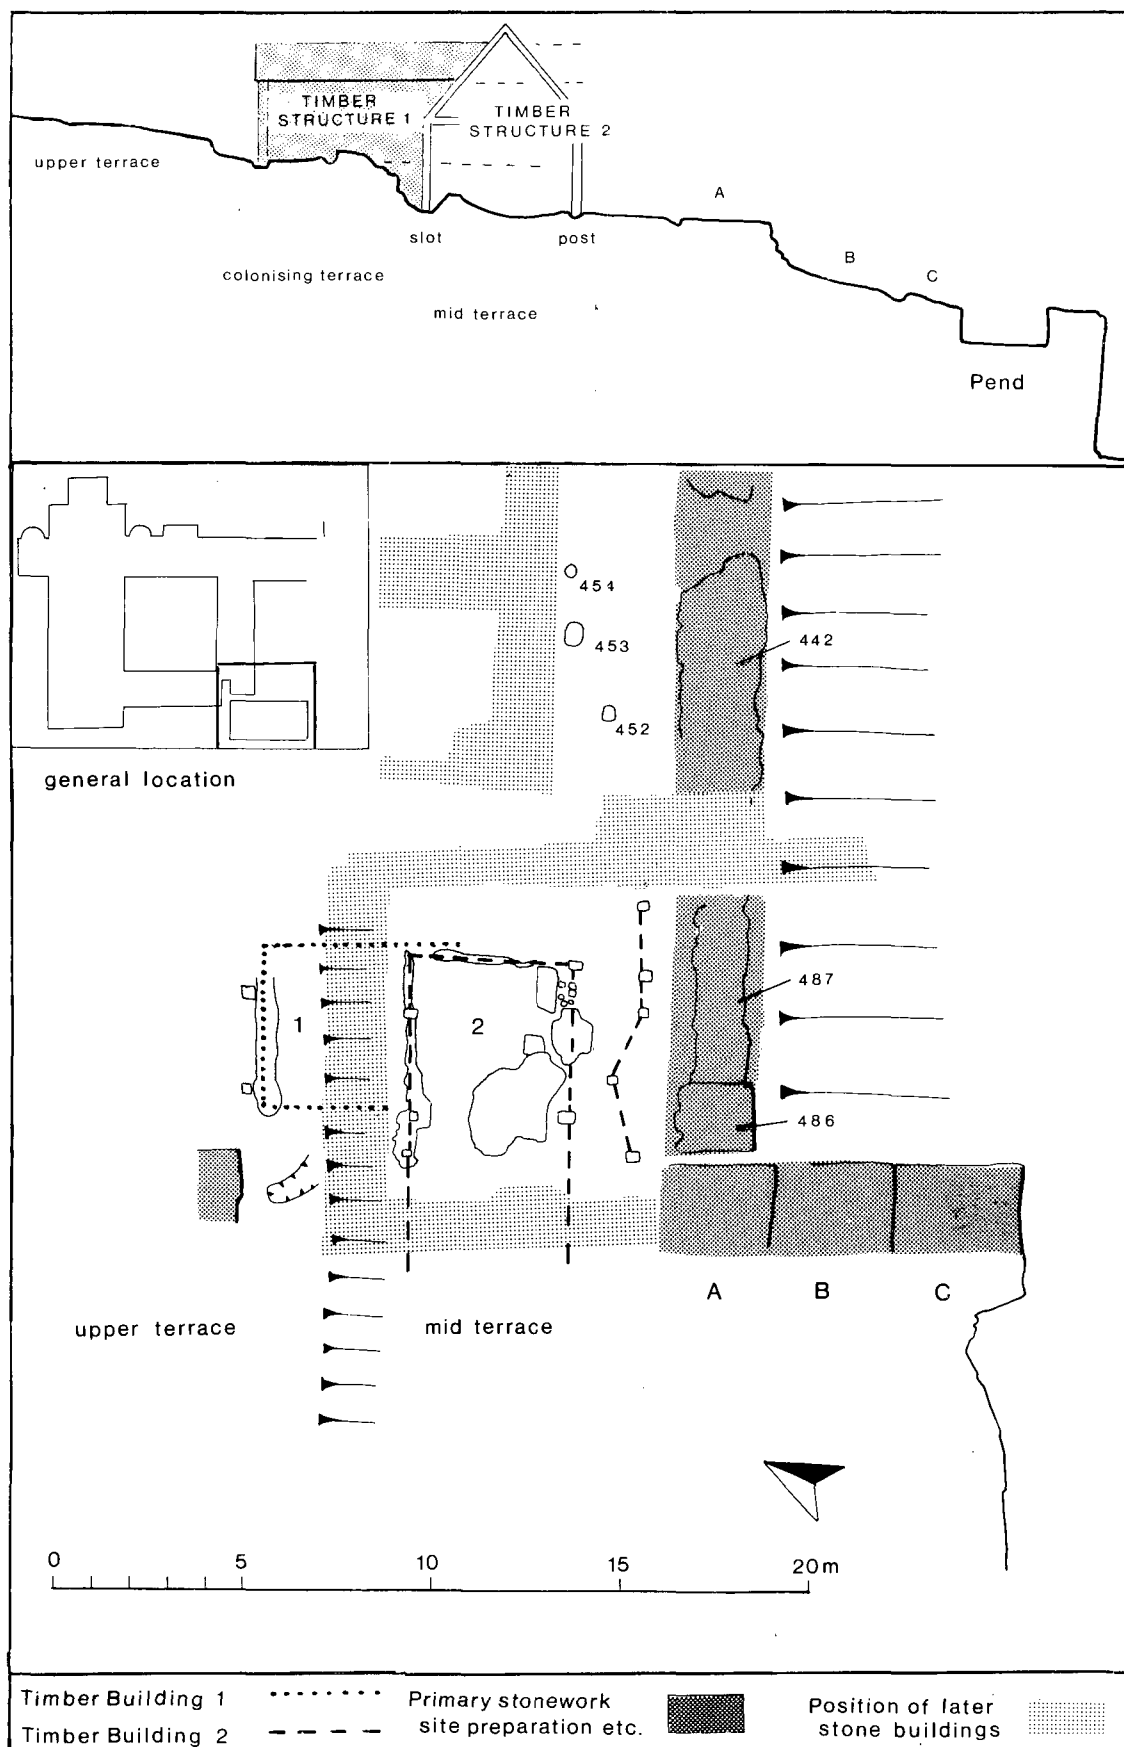 TIMBER
STRUCTURE 1
TIMBER
STRUCTURE 2
upper terrace
A
slot
post
B
C
colonising terrace
mid terrace
Pend
454
453
442
452
general location
487
1
2
486
A
B
C
upper terrace
mid terrace
0 5 10 15 20m
Timber Building 1
Timber Building 2
Primary stonework
site preparation etc.
Position of later
stone buildings